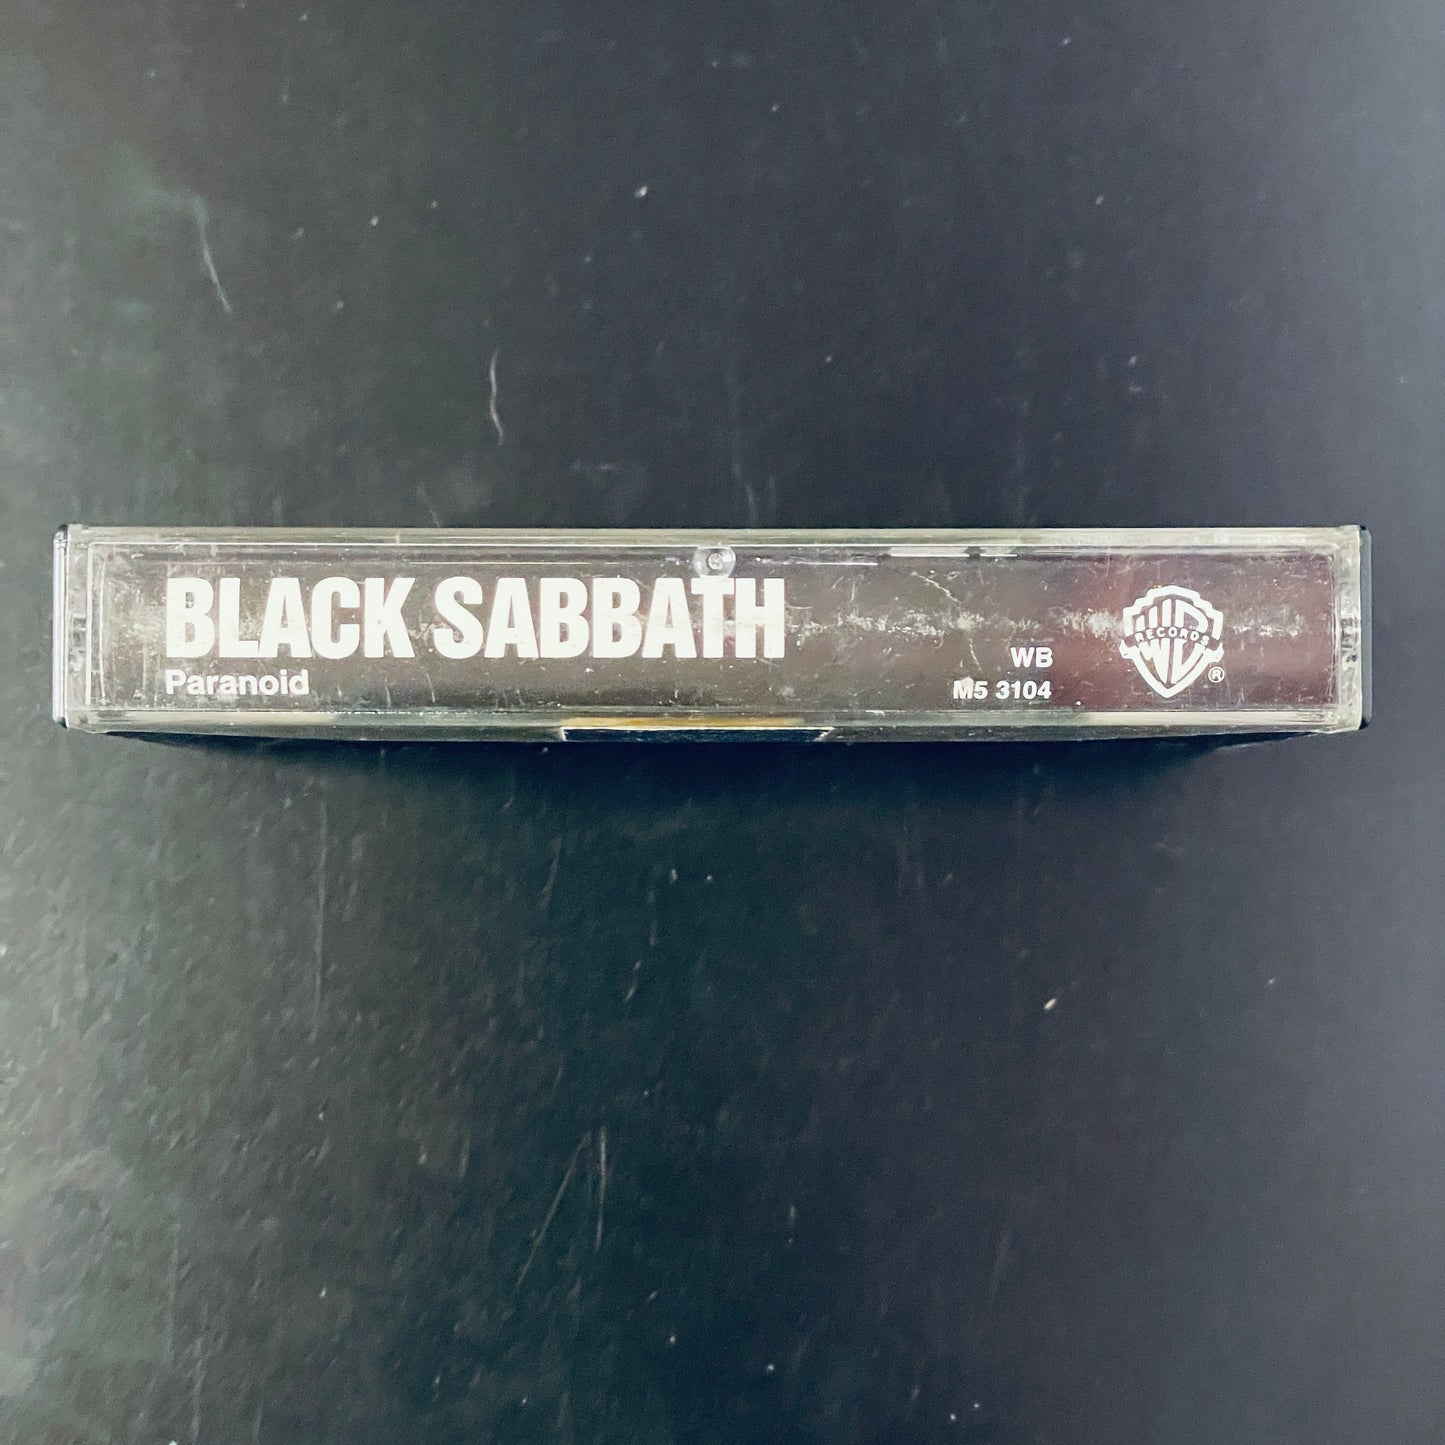 BLACK SABBATH
Paranoid
WB
M5 3104
RECORDS
®